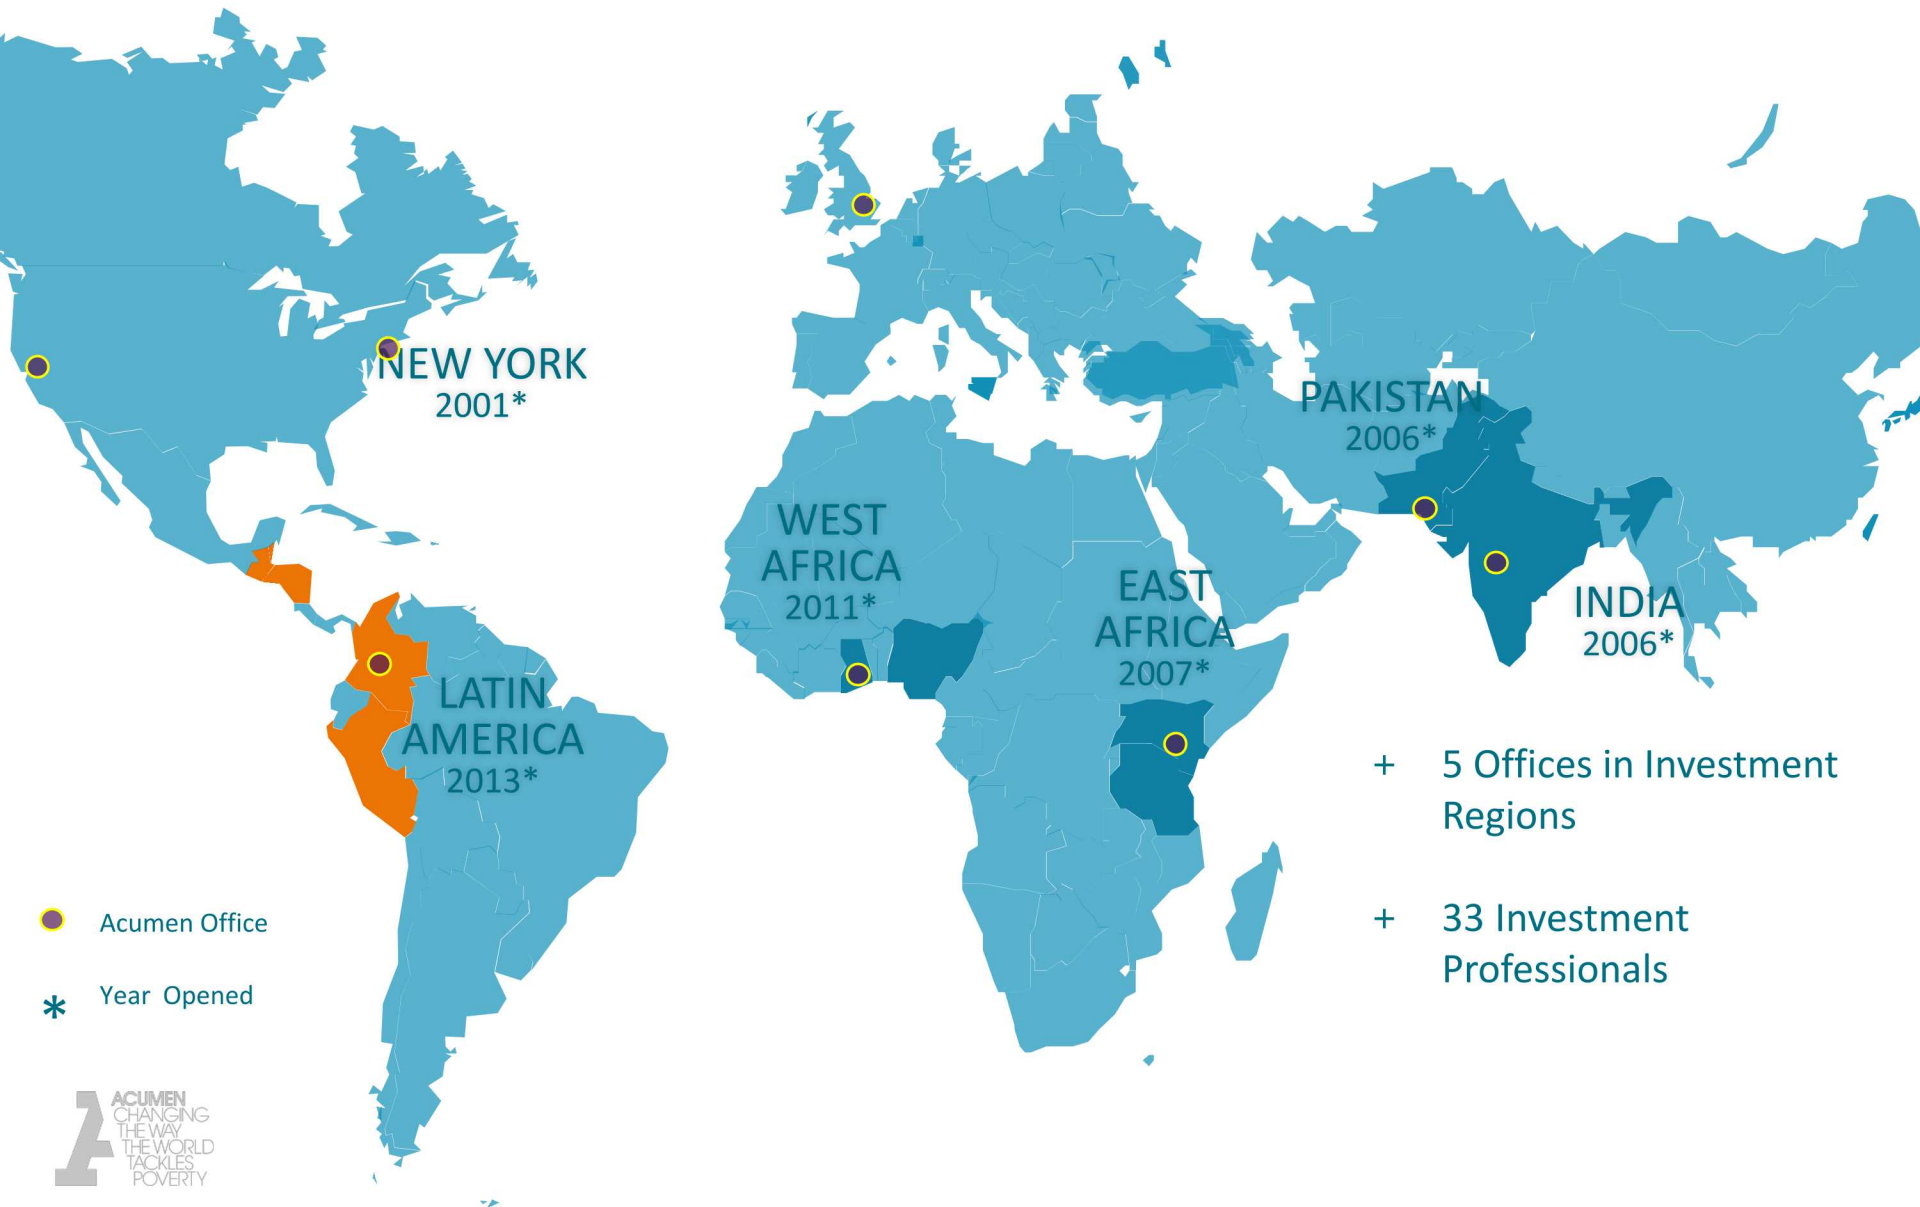 NEW YORK
2001*
PAKISTAN
2006*
WEST
AFRICA
2011*
EAST
AFRICA
2007*
INDIA
2006*
LATIN
AMERICA
2013*
+ 5 Offices in Investment
Regions
+ 33 Investment
Professionals
Acumen Office
* Year Opened
ACUMEN
CHANGING
THE WAY
THE WORLD
TACKLES
POVERTY